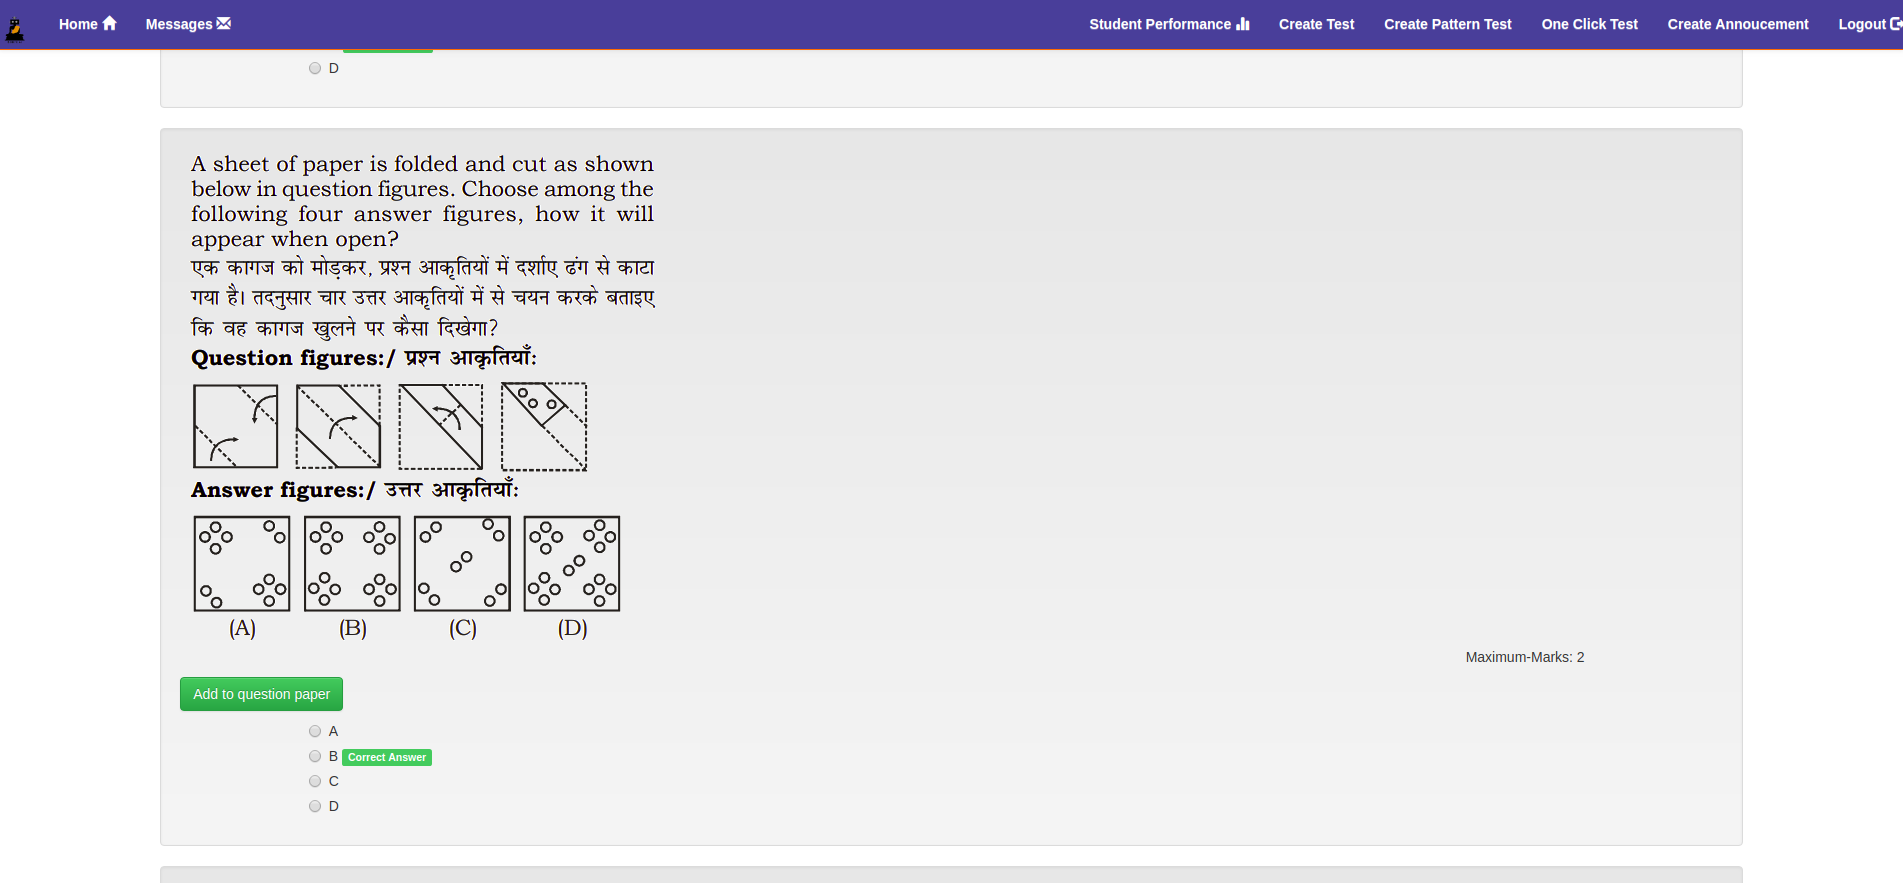 Home Messages Student Performance Create Test Create Pattern Test One Click Test Create Annoucement Logout
D
A sheet of paper is folded and cut as shown
below in question figures. Choose among the
following four answer figures, how it will
appear when open?
एक कागज को मोड़कर, प्रश्न आकृतियों में दर्शाए ढंग से काटा
गया है। तदनुसार चार उत्तर आकृतियों में से चयन करके बताइए
कि वह कागज खुलने पर कैसा दिखेगा?
Question figures:/ प्रश्न आकृतियाँ:
Answer figures:/ उत्तर आकृतियाँ:
(A) (B) (C) (D)
Maximum-Marks: 2
Add to question paper
A
B Correct Answer
C
D